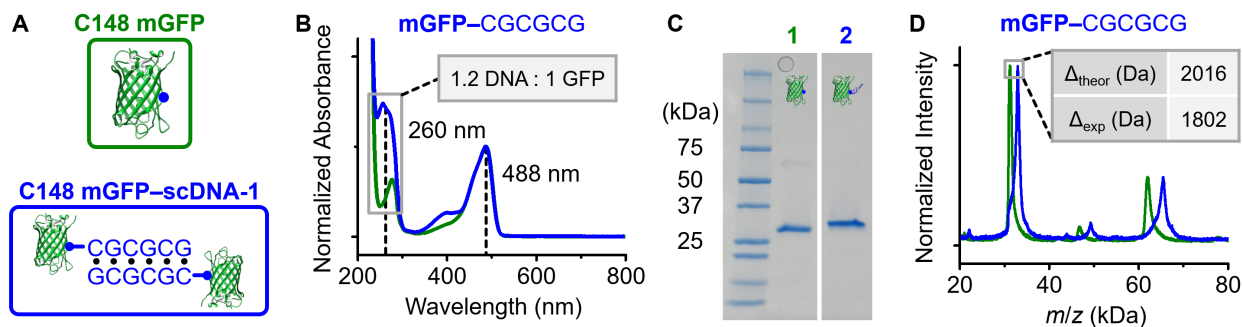 A
C148 mGFP
C148 mGFP–scDNA-1
CGCGCG
GCGCGC
B
mGFP–CGCGCG
Normalized Absorbance
1.2 DNA : 1 GFP
260 nm
488 nm
200 400 600 800
Wavelength (nm)
C
1 2
(kDa)
75
50
37
25
D
mGFP–CGCGCG
Normalized Intensity
Δtheor (Da) 2016
Δexp (Da) 1802
20 40 60 80
m/z (kDa)